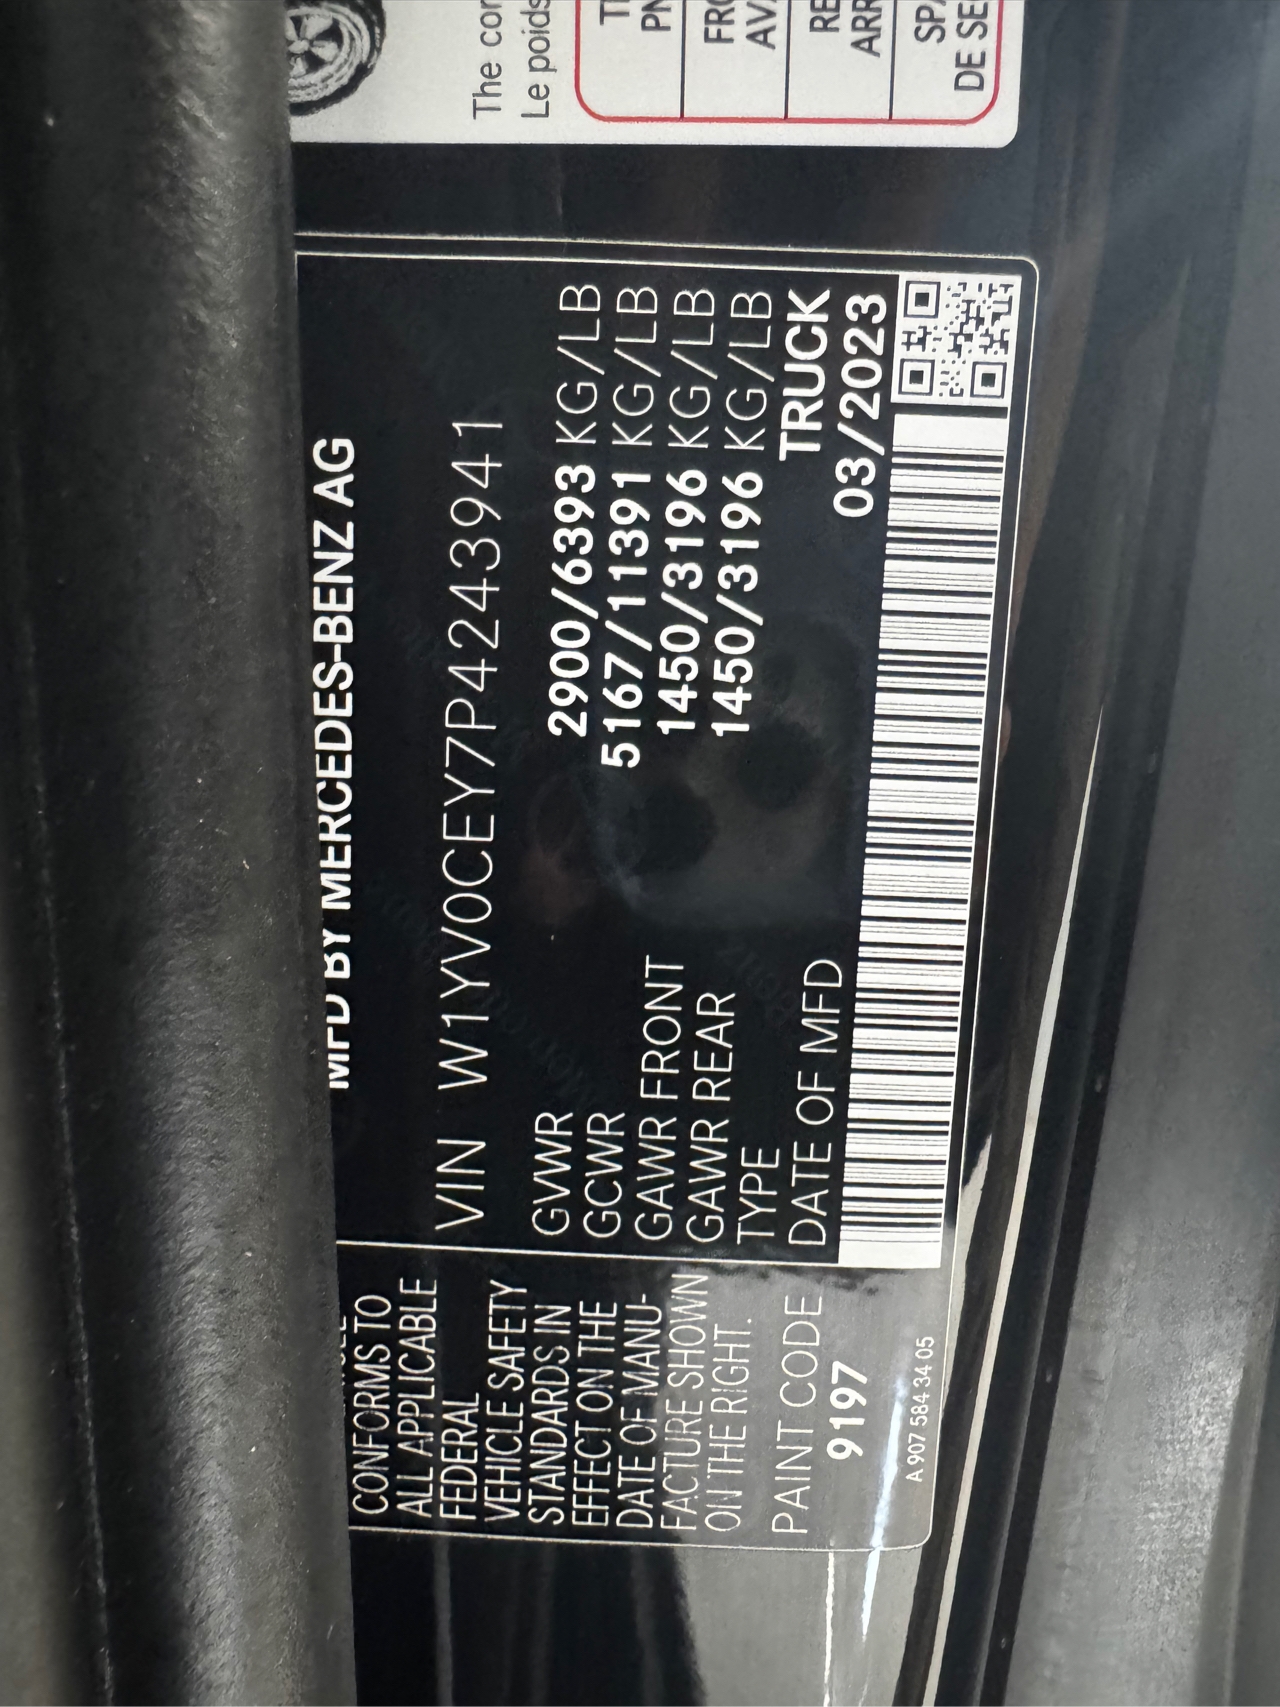 MFD BY MERCEDES-BENZ AG
CONFORMS TO
ALL APPLICABLE
FEDERAL
VEHICLE SAFETY
STANDARDS IN
EFFECT ON THE
DATE OF MANU-
FACTURE SHOWN
ON THE RIGHT.
PAINT CODE
9197
A 907 584 34 05
VIN W1YV0CEY7P4243941
GVWR 2900/6393 KG/LB
GCWR 5167/11391 KG/LB
GAWR FRONT 1450/3196 KG/LB
GAWR REAR 1450/3196 KG/LB
TYPE TRUCK
DATE OF MFD 03/2023
The
Le poids
DE